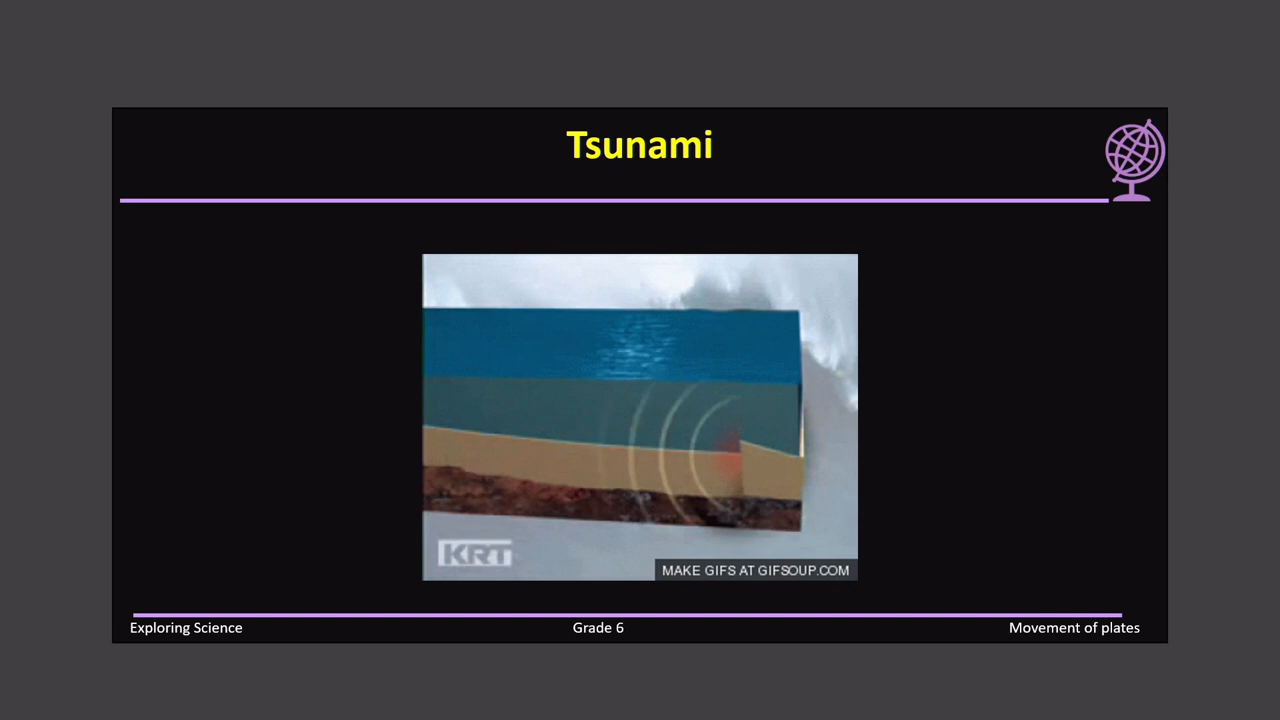 Tsunami
KRT
MAKE GIFS AT GIFSOUP.COM
Exploring Science
Grade 6
Movement of plates